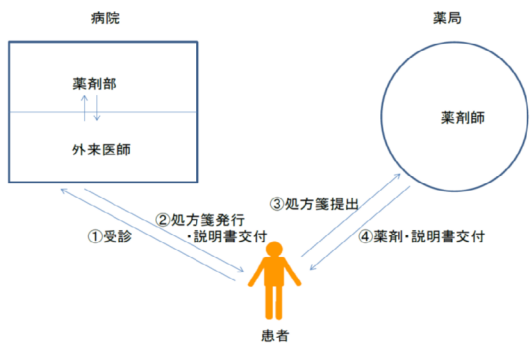 病院
薬局
薬剤部
外来医師
薬剤師
①受診
②処方箋発行
・説明書交付
③処方箋提出
④薬剤・説明書交付
患者